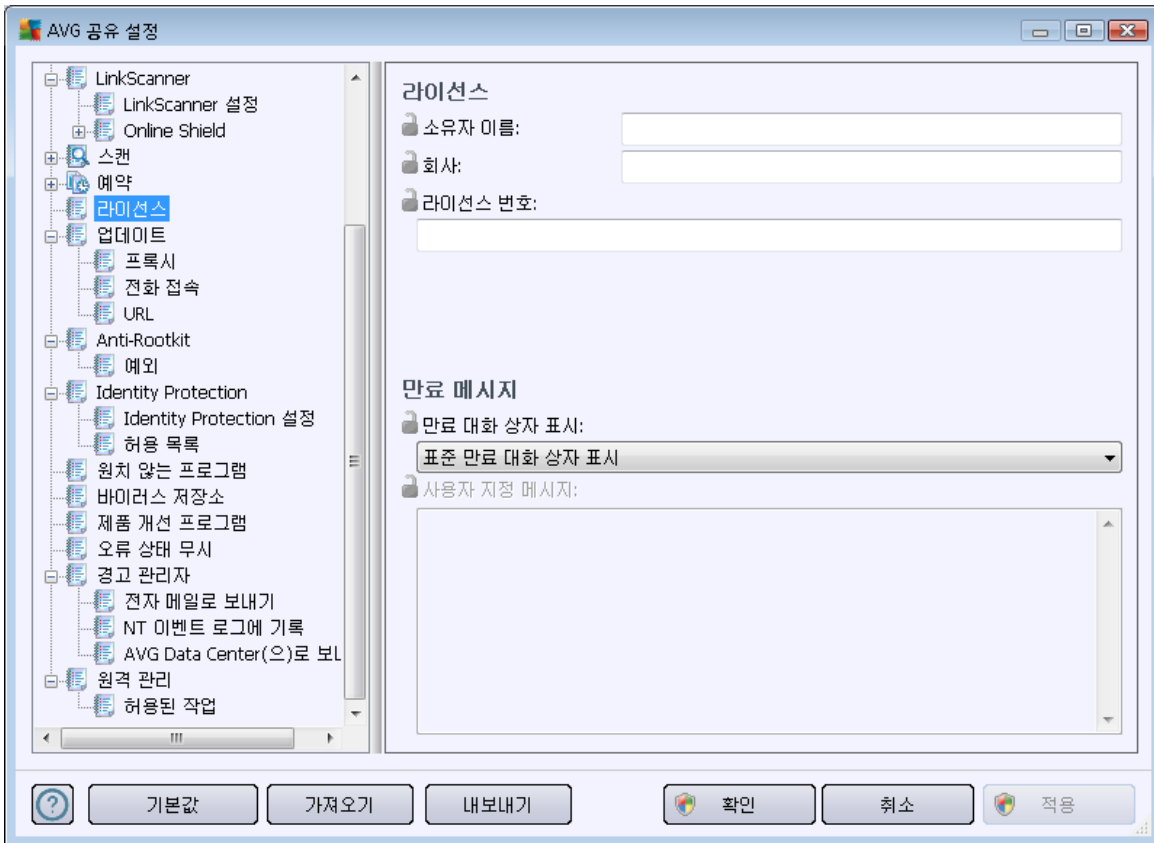 AVG 공유 설정
LinkScanner
LinkScanner 설정
Online Shield
스캔
예약
라이선스
업데이트
프록시
전화 접속
URL
Anti-Rootkit
예외
Identity Protection
Identity Protection 설정
허용 목록
원치 않는 프로그램
바이러스 저장소
제품 개선 프로그램
오류 상태 무시
경고 관리자
전자 메일로 보내기
NT 이벤트 로그에 기록
AVG Data Center(으)로
원격 관리
허용된 작업
라이선스
소유자 이름:
회사:
라이선스 번호:
만료 메시지
만료 대화 상자 표시:
표준 만료 대화 상자 표시
사용자 지정 메시지:
기본값
가져오기
내보내기
확인
취소
적용